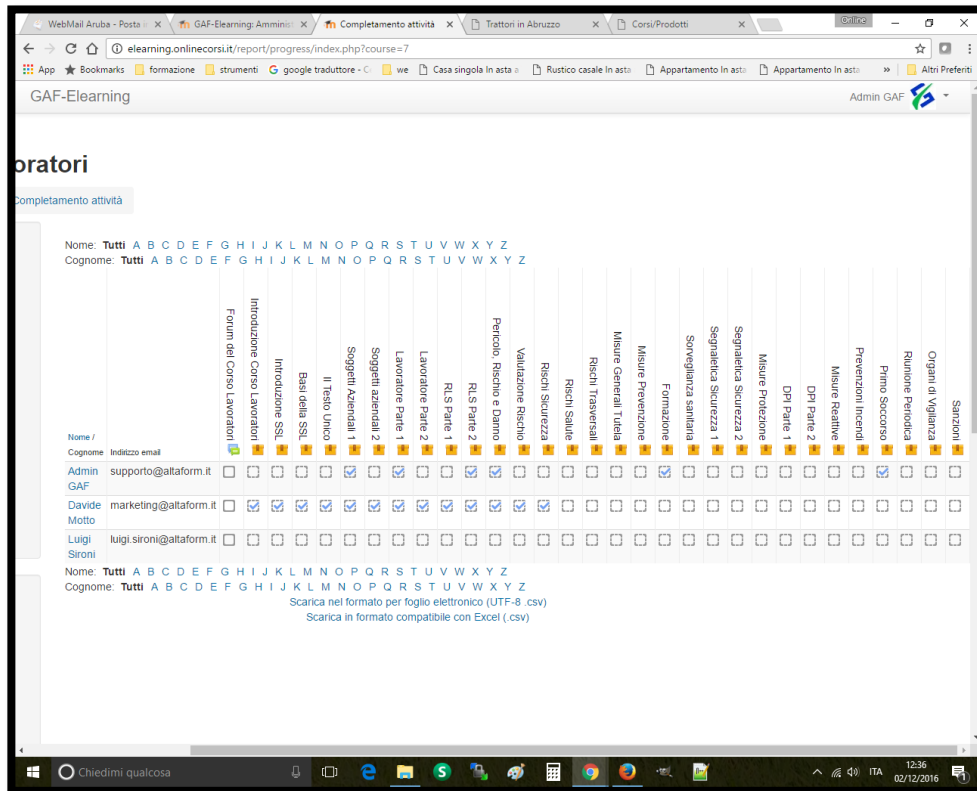 WebMail Aruba - Posta
GAF-Elearning: Amminis
Completamento attività
Trattori in Abruzzo
Corsi/Prodotti
Online
elearning.onlinecorsi.it/report/progress/index.php?course=7
App Bookmarks formazione strumenti google traduttore - C we Casa singola In asta Rustico casale In asta Appartamento In asta Appartamento In asta » Altri Preferiti
GAF-Elearning Admin GAF
oratori
Completamento attività
Nome: Tutti A B C D E F G H I J K L M N O P Q R S T U V W X Y Z
Cognome: Tutti A B C D E F G H I J K L M N O P Q R S T U V W X Y Z
Nome /
Cognome Indirizzo email
Forum del Corso Lavoratori
Introduzione Corso Lavoratori
Introduzione SSL
Basi della SSL
Il Testo Unico
Soggetti Aziendali 1
Soggetti aziendali 2
Lavoratore Parte 1
Lavoratore Parte 2
RLS Parte 1
RLS Parte 2
Pericolo, Rischio e Danno
Valutazione Rischio
Rischi Sicurezza
Rischi Salute
Rischi Trasversali
Misure Generali Tutela
Misure Prevenzione
Formazione
Sorveglianza sanitaria
Segnaletica Sicurezza 1
Segnaletica Sicurezza 2
Misure Protezione
DPI Parte 1
DPI Parte 2
Misure Reattive
Prevenzioni Incendi
Primo Soccorso
Riunione Periodica
Organi di Vigilanza
Sanzioni
Admin supporto@altaform.it
GAF
Davide marketing@altaform.it
Motto
Luigi luigi.sironi@altaform.it
Sironi
Nome: Tutti A B C D E F G H I J K L M N O P Q R S T U V W X Y Z
Cognome: Tutti A B C D E F G H I J K L M N O P Q R S T U V W X Y Z
Scarica nel formato per foglio elettronico (UTF-8 .csv)
Scarica in formato compatibile con Excel (.csv)
Chiedimi qualcosa
ITA
12:36
02/12/2016